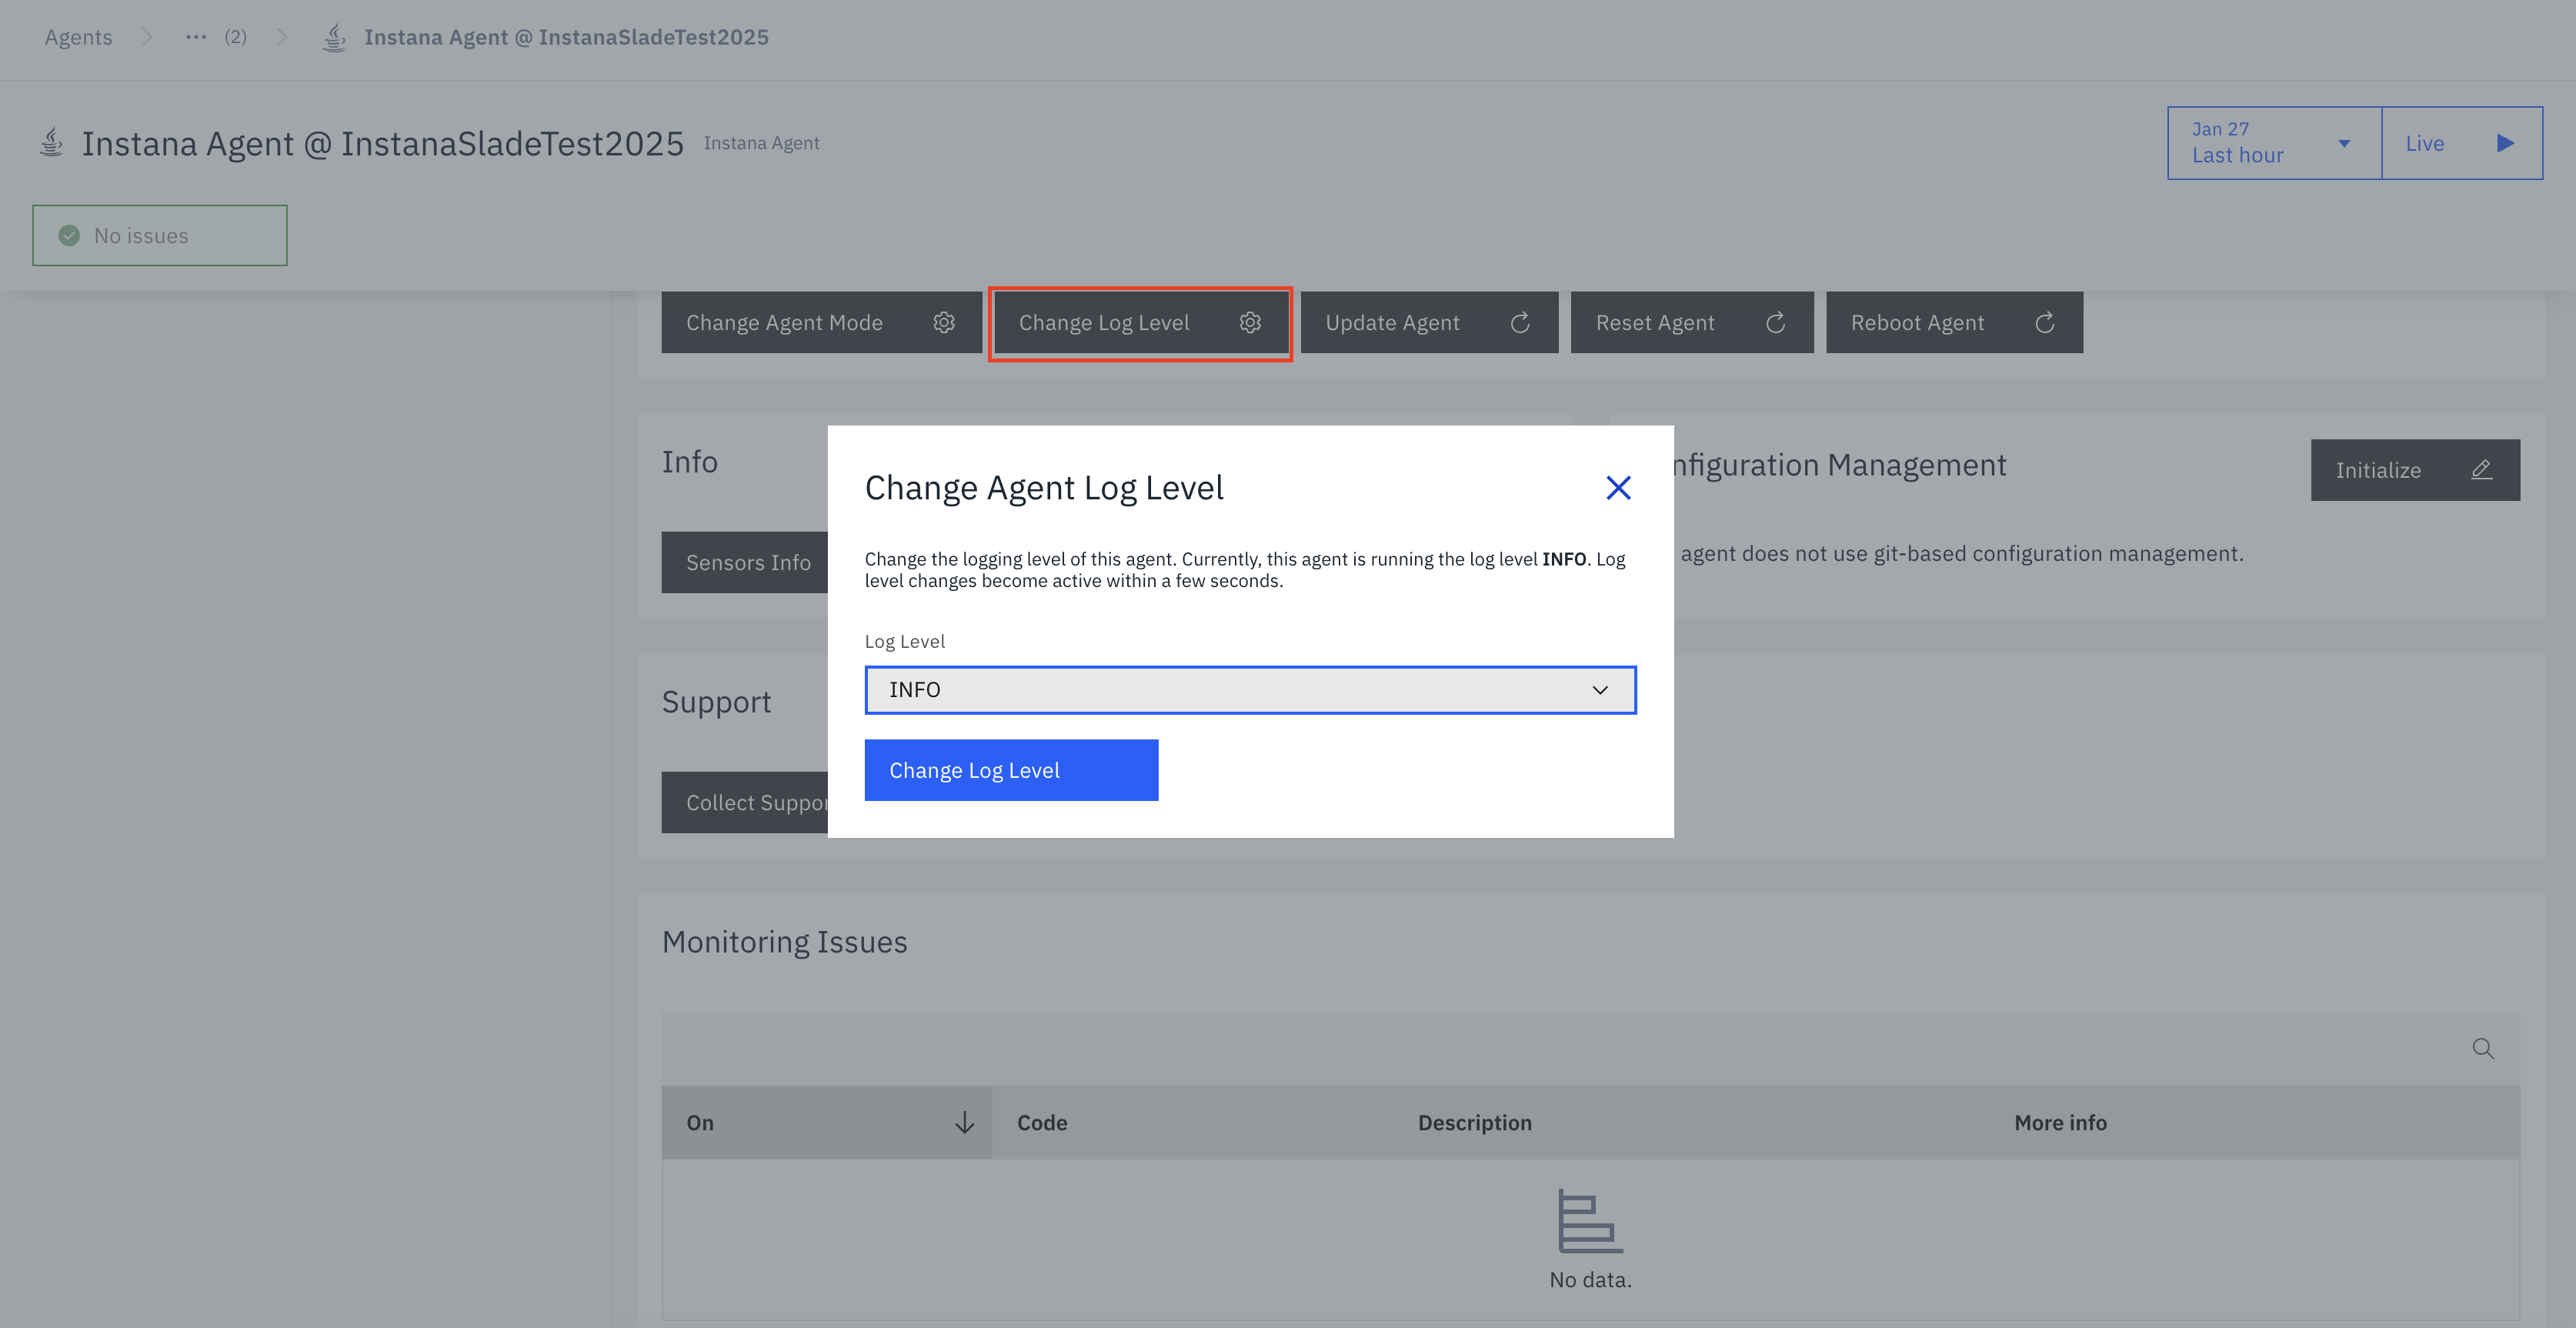 Agents ... (2) Instana Agent @ InstanaSladeTest2025
Instana Agent @ InstanaSladeTest2025 Instana Agent
Jan 27
Last hour
Live
No issues
Change Agent Mode Change Log Level Update Agent Reset Agent Reboot Agent
Info
Sensors Info
nfiguration Management
Initialize
agent does not use git-based configuration management.
Change Agent Log Level
Change the logging level of this agent. Currently, this agent is running the log level INFO. Log
level changes become active within a few seconds.
Log Level
INFO
Change Log Level
Support
Collect Suppor
Monitoring Issues
On Code Description More info
No data.